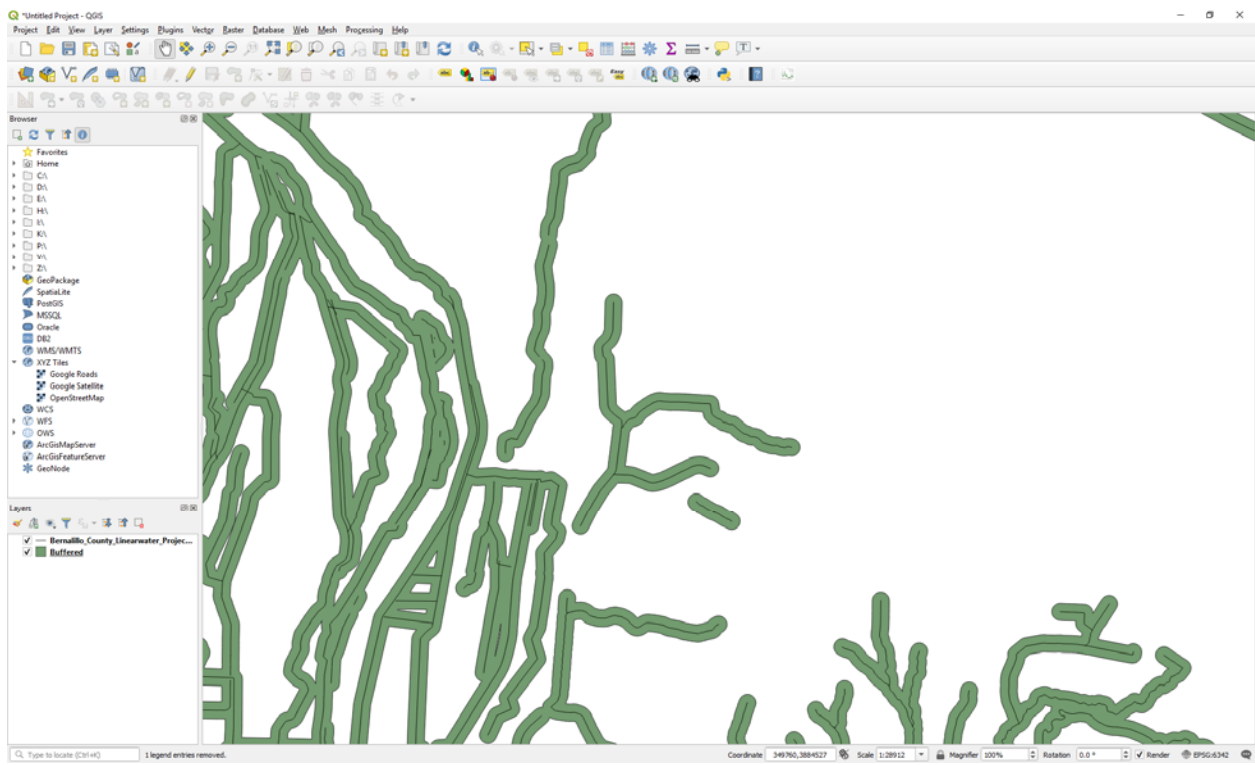 *Untitled Project - QGIS
Project Edit View Layer Settings Plugins Vector Raster Database Web Mesh Processing Help
Browser
Favorites
Home
C:\
D:\
E:\
H:\
I:\
K:\
P:\
V:\
Z:\
GeoPackage
SpatiaLite
PostGIS
MSSQL
Oracle
DB2
WMS/WMTS
XYZ Tiles
Google Roads
Google Satellite
OpenStreetMap
WCS
WFS
OWS
ArcGisMapServer
ArcGisFeatureServer
GeoNode
Layers
Bernalillo_County_Linearwater_Projec...
Buffered
Type to locate (Ctrl+K) 1 legend entries removed. Coordinate 349760,3884527 Scale 1:28912 Magnifier 100% Rotation 0.0 ° Render EPSG:6342